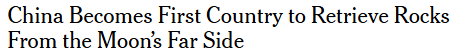 China Becomes First Country to Retrieve Rocks
From the Moon’s Far Side